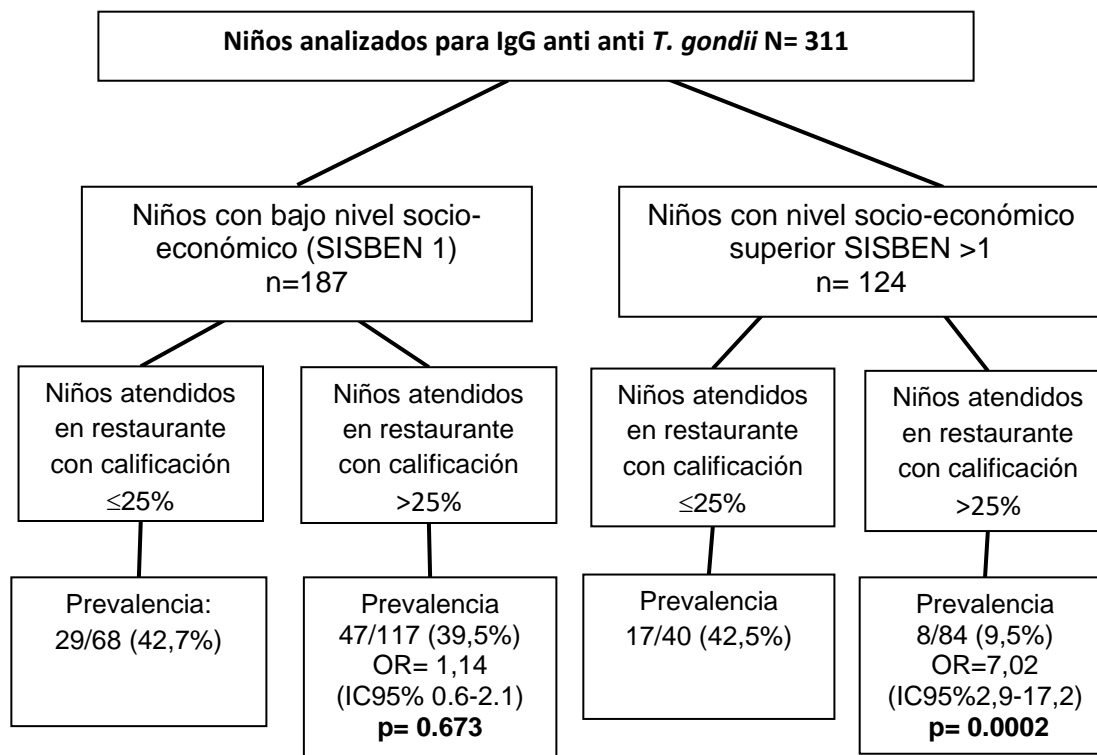 Niños analizados para IgG anti anti T. gondii N= 311
Niños con bajo nivel socio-
económico (SISBEN 1)
n=187
Niños con nivel socio-económico
superior SISBEN >1
n= 124
Niños atendidos
en restaurante
con calificación
≤25%
Niños atendidos
en restaurante
con calificación
>25%
Niños atendidos
en restaurante
con calificación
≤25%
Niños atendidos
en restaurante
con calificación
>25%
Prevalencia:
29/68 (42,7%)
Prevalencia
47/117 (39,5%)
OR= 1,14
(IC95% 0.6-2.1)
p= 0.673
Prevalencia
17/40 (42,5%)
Prevalencia
8/84 (9,5%)
OR=7,02
(IC95%2,9-17,2)
p= 0.0002